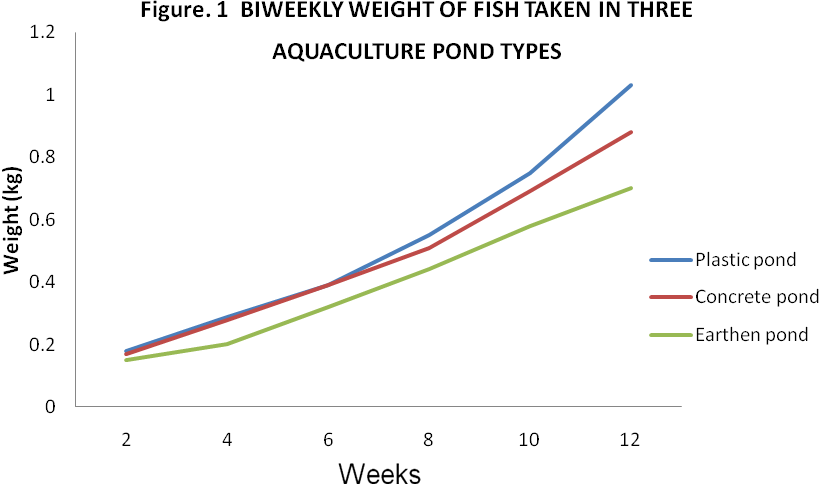 Figure. 1 BIWEEKLY WEIGHT OF FISH TAKEN IN THREE
AQUACULTURE POND TYPES
Weight (kg)
1.2
1
0.8
0.6
0.4
0.2
0
2 4 6 8 10 12
Weeks
Plastic pond
Concrete pond
Earthen pond